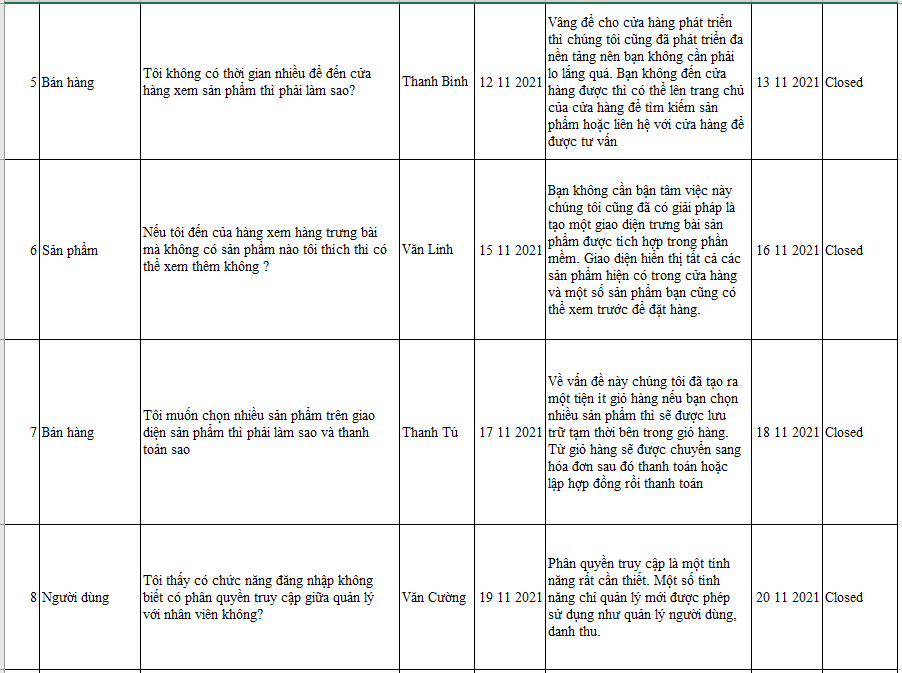 5
Bán hàng
Tôi không có thời gian nhiều để đến cửa
hàng xem sản phẩm thì phải làm sao?
Thanh Bình
12 11 2021
Vâng để cho cửa hàng phát triển
thì chúng tôi cũng đã phát triển đa
nền tảng nên bạn không cần phải
lo lắng quá. Bạn không đến cửa
hàng được thì có thể lên trang chủ
của cửa hàng để tìm kiếm sản
phẩm hoặc liên hệ với cửa hàng để
được tư vấn
13 11 2021
Closed
6
Sản phẩm
Nếu tôi đến của hàng xem hàng trưng bài
mà không có sản phẩm nào tôi thích thì có
thể xem thêm không ?
Văn Linh
15 11 2021
Bạn không cần bận tâm việc này
chúng tôi cũng đã có giải pháp là
tạo một giao diện trưng bài sản
phẩm được tích hợp trong phần
mềm. Giao diện hiển thị tất cả các
sản phẩm hiện có trong cửa hàng
và một số sản phẩm bạn cũng có
thể xem trước để đặt hàng.
16 11 2021
Closed
7
Bán hàng
Tôi muốn chọn nhiều sản phẩm trên giao
diện sản phẩm thì phải làm sao và thanh
toán sao
Thanh Tú
17 11 2021
Về vấn đề này chúng tôi đã tạo ra
một tiện ít giỏ hàng nếu bạn chọn
nhiều sản phẩm thì sẽ được lưu
trữ tạm thời bên trong giỏ hàng.
Từ giỏ hàng sẽ được chuyển sang
hóa đơn sau đó thanh toán hoặc
lập hợp đồng rồi thanh toán
18 11 2021
Closed
8
Người dùng
Tôi thấy có chức năng đăng nhập không
biết có phân quyền truy cập giữa quản lý
với nhân viên không?
Văn Cường
19 11 2021
Phân quyền truy cập là một tính
năng rất cần thiết. Một số tính
năng chỉ quản lý mới được phép
sử dụng như quản lý người dùng,
danh thu.
20 11 2021
Closed